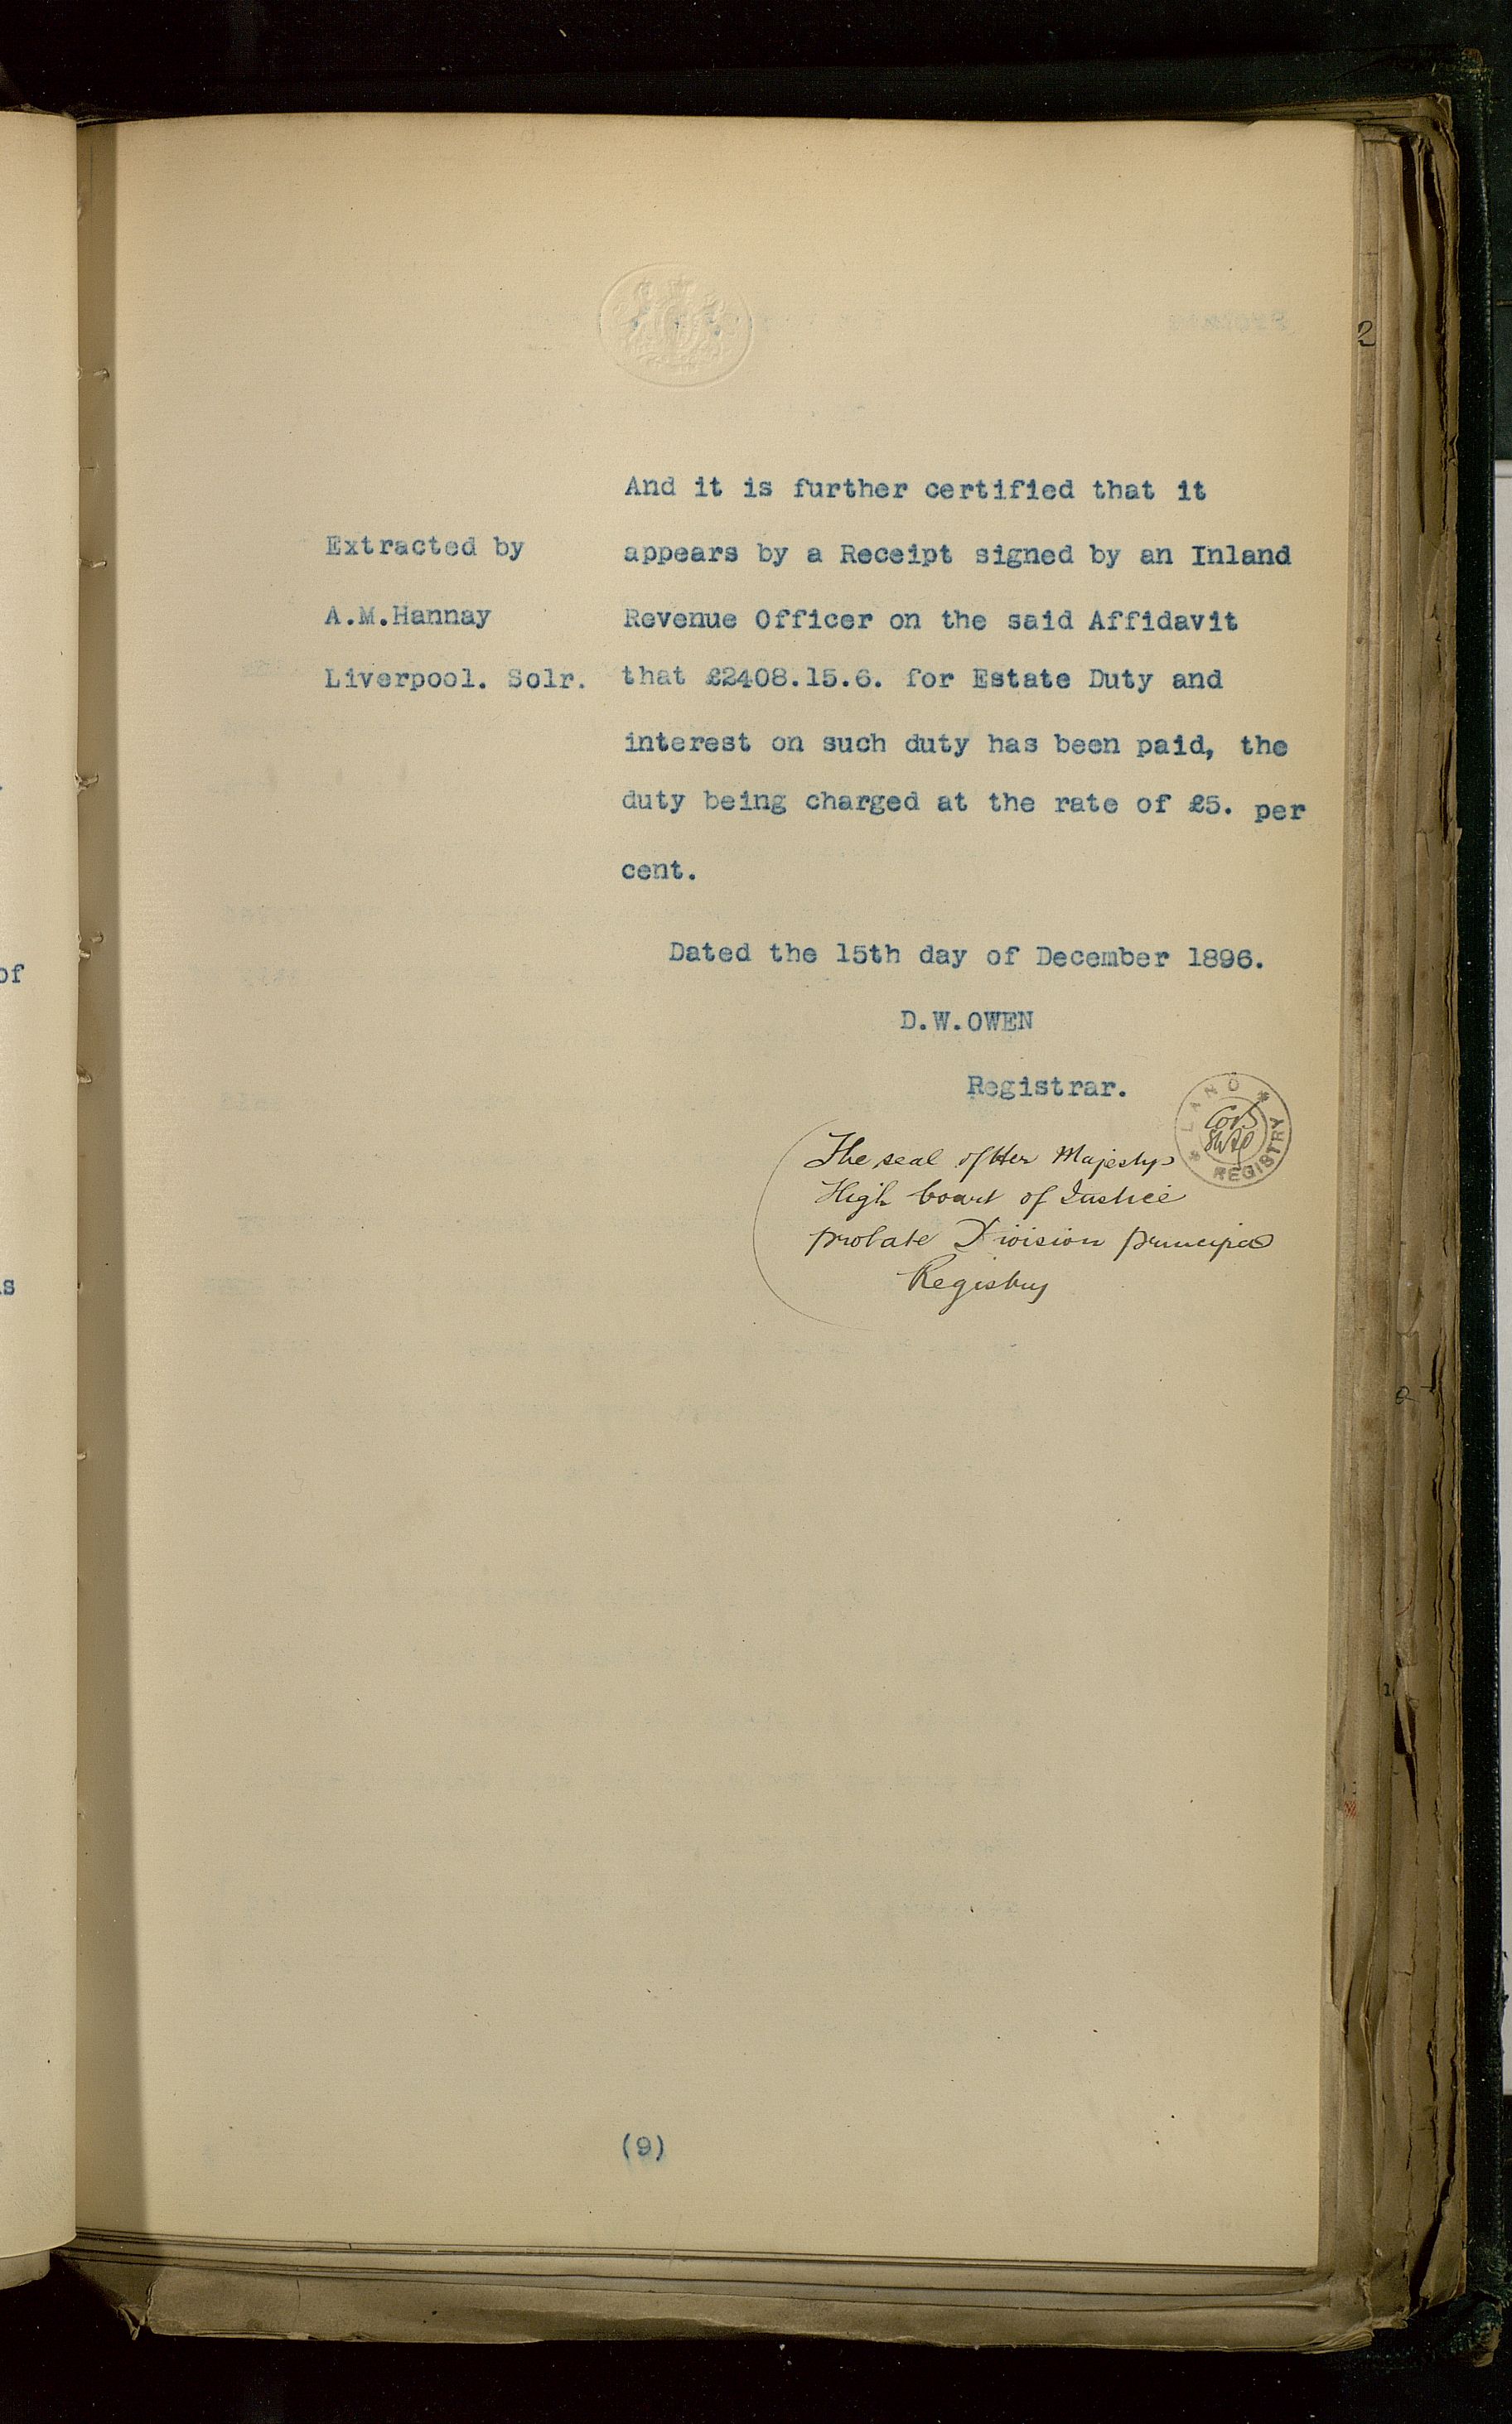 And it is further certified that it
Extracted by
appears by a Receipt signed by an Inland
A.M.Hannay
Revenue Officer on the said Affidavit
Liverpool. Solr.
that £2408.15.6. for Estate Duty and
interest on such duty has been paid, the
duty being charged at the rate of £5. per
cent.
Dated the 15th day of December 1896.
D.W.OWEN
Registrar.
LAND REGISTRY
The seal of Her Majestys
High Court of Justice
probate Division principal
Registry
(9)
of
2